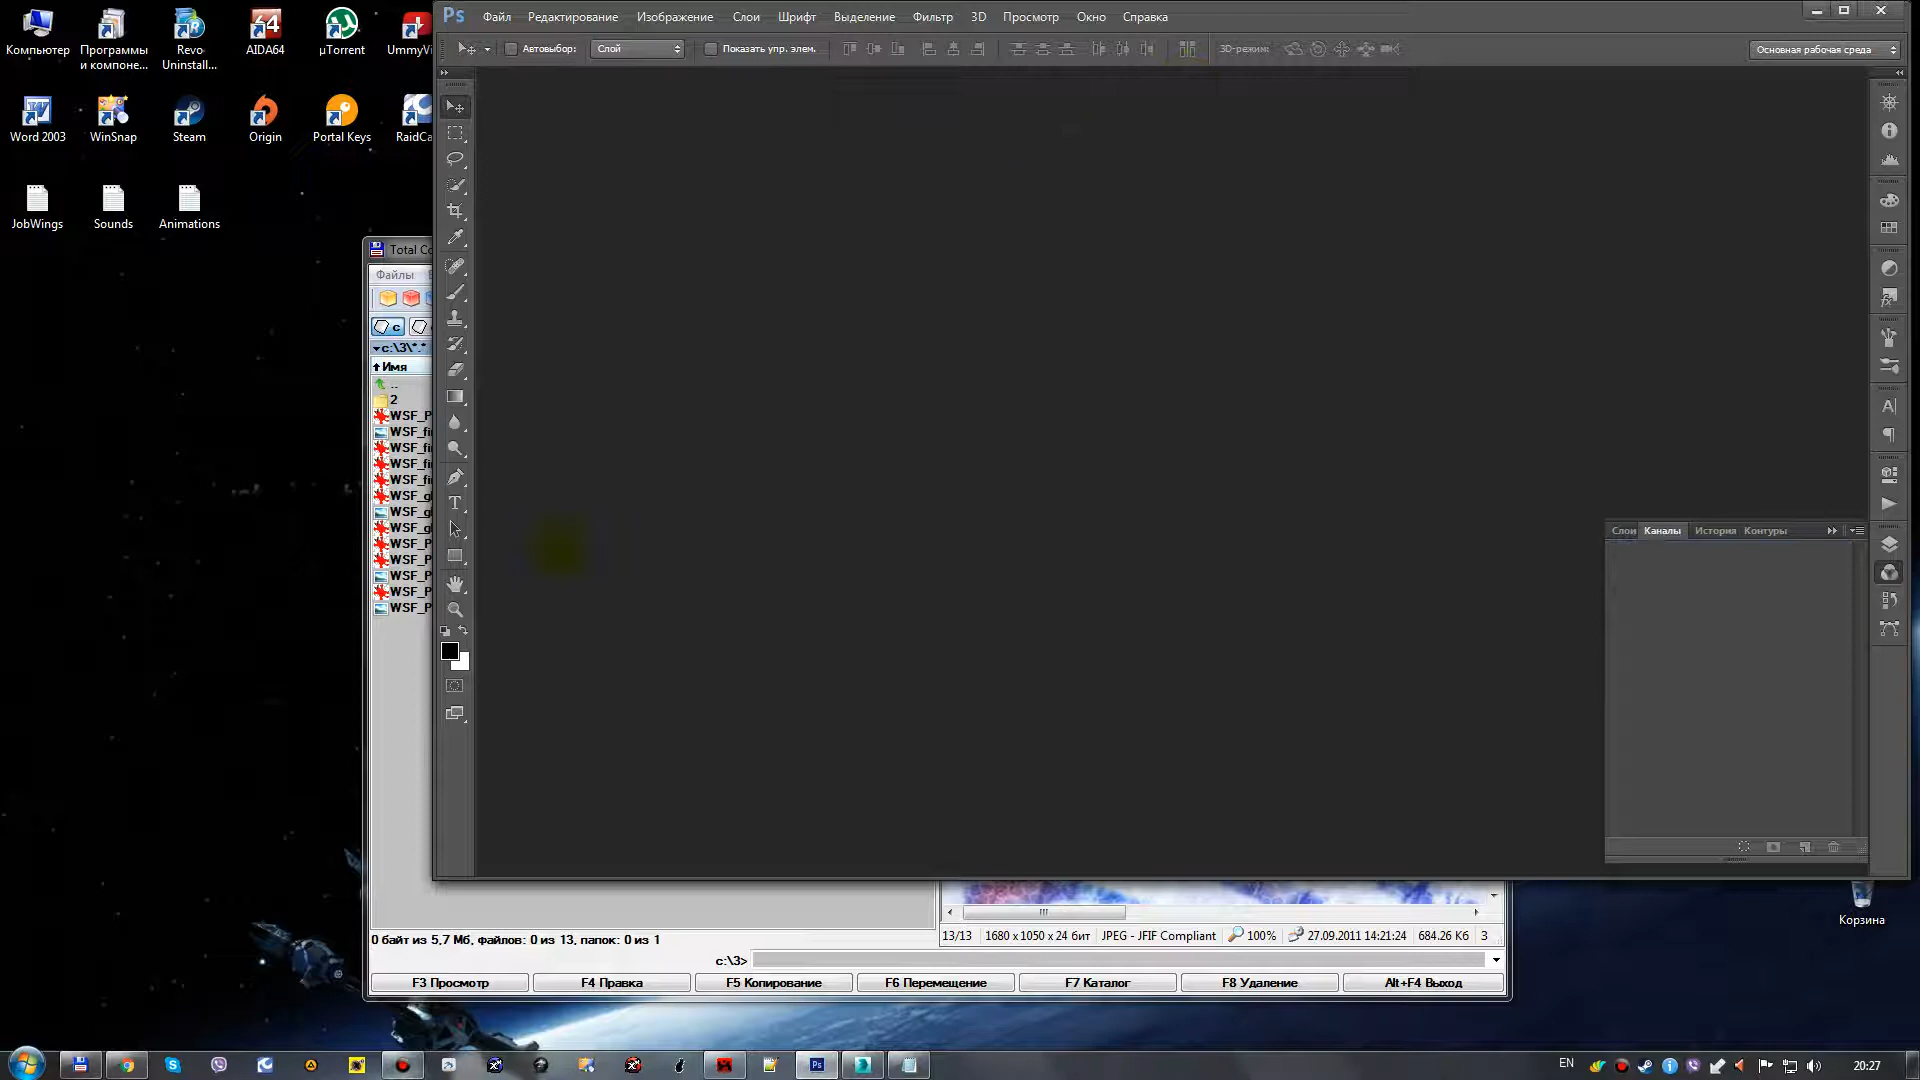 Ps Файл Редактирование Изображение Слои Шрифт Выделение Фильтр 3D Просмотр Окно Справка
Автовыбор: Слой Показать упр. элем. 3D-режим: Основная рабочая среда
Компьютер
Программы и компоне...
Revo Uninstall...
64
AIDA64
µTorrent
Word 2003
WinSnap
Steam
Origin
Portal Keys
JobWings
Sounds
Animations
Файлы
c
c:\3\*.*
Имя
..
2
Слои Каналы История Контуры
0 байт из 5,7 Мб, файлов: 0 из 13, папок: 0 из 1
13/13 1680 x 1050 x 24 бит JPEG - JFIF Compliant 100% 27.09.2011 14:21:24 684.26 Кб 3
c:\3>
F3 Просмотр F4 Правка F5 Копирование F6 Перемещение F7 Каталог F8 Удаление Alt+F4 Выход
Корзина
Ps
EN 20:27